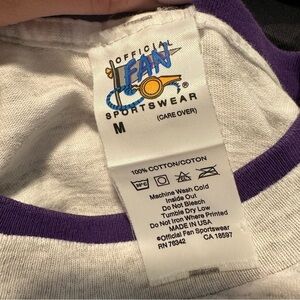 OFFICIAL
FAN
SPORTSWEAR
®
M
(CARE OVER)
100% COTTON/COTON
Machine Wash Cold
Inside Out
Do Not Bleach
Tumble Dry Low
Do Not Iron Where Printed
MADE IN USA
©Official Fan Sportswear
RN 78342 CA 18597